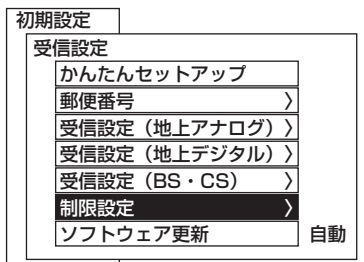 初期設定
受信設定
かんたんセットアップ
郵便番号 〉
受信設定（地上アナログ）〉
受信設定（地上デジタル）〉
受信設定（BS・CS） 〉
制限設定 〉
ソフトウェア更新 自動